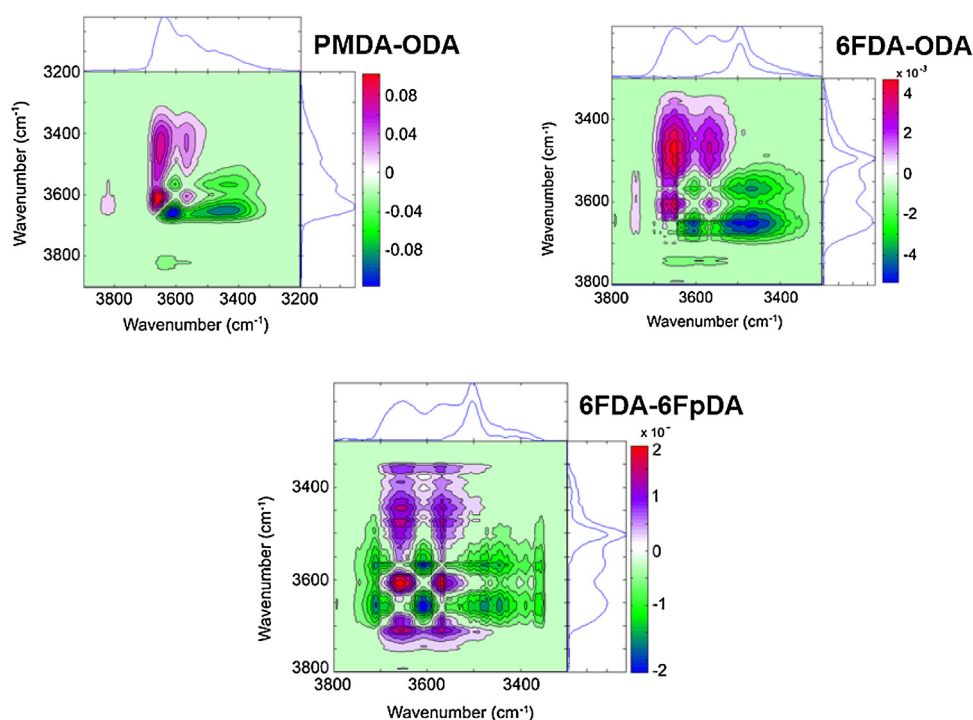 PMDA-ODA
3200
3400
3600
3800
Wavenumber (cm-1)
3800 3600 3400 3200
Wavenumber (cm-1)
0.08
0.04
0
-0.04
-0.08
6FDA-ODA
x 10-3
3400
3600
3800
Wavenumber (cm-1)
3800 3600 3400
Wavenumber (cm-1)
4
2
0
-2
-4
6FDA-6FpDA
x 10-
3400
3600
3800
Wavenumber (cm-1)
3800 3600 3400
Wavenumber (cm-1)
2
1
0
-1
-2